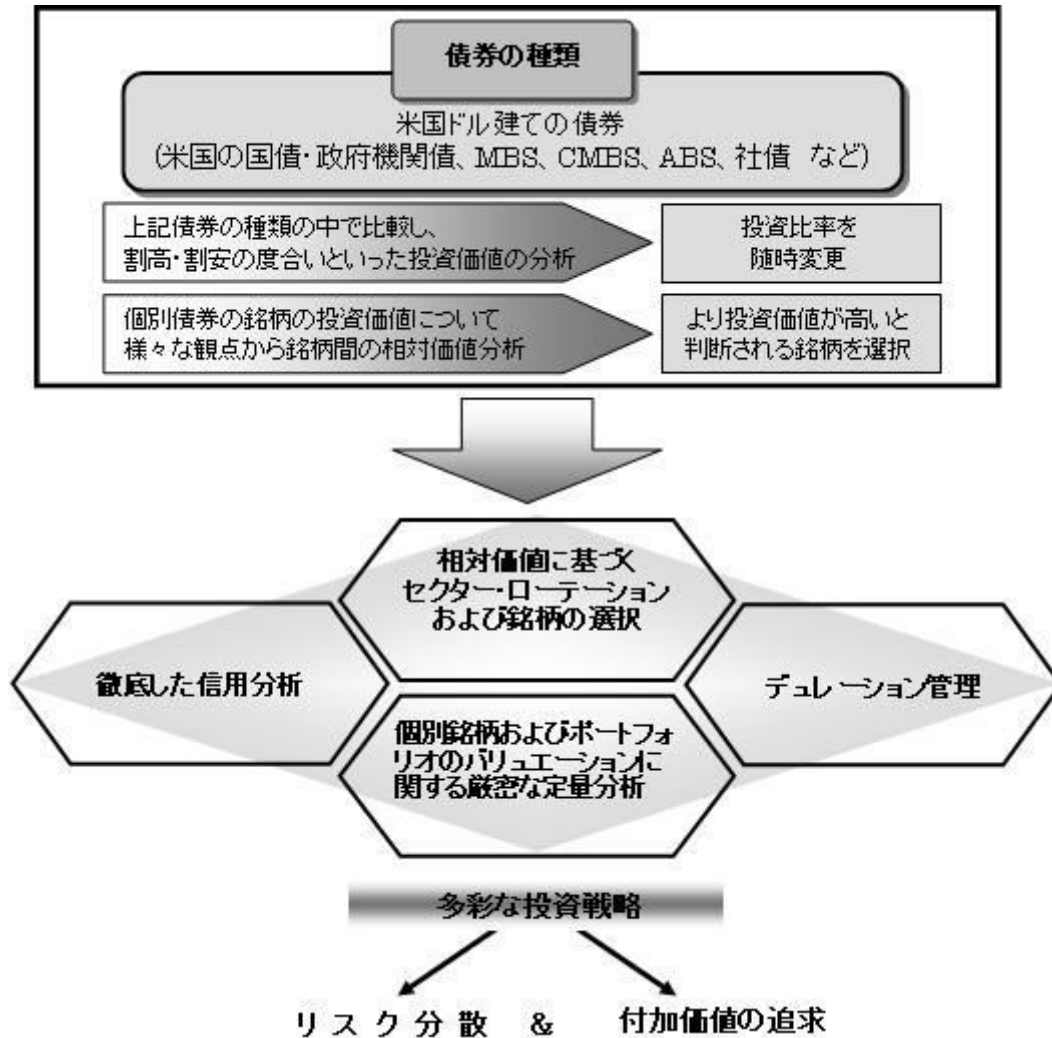 債券の種類
米国ドル建ての債券
(米国の国債・政府機関債、MBS、CMBS、ABS、社債 など)
上記債券の種類の中で比較し、
割高・割安の度合いといった投資価値の分析
投資比率を
随時変更
個別債券の銘柄の投資価値について
様々な観点から銘柄間の相対価値分析
より投資価値が高いと
判断される銘柄を選択
相対価値に基づく
セクター・ローテーション
および銘柄の選択
徹底した信用分析
デュレーション管理
個別銘柄およびポートフォ
リオのバリュエーションに
関する厳密な定量分析
多彩な投資戦略
リスク分散 & 付加価値の追求